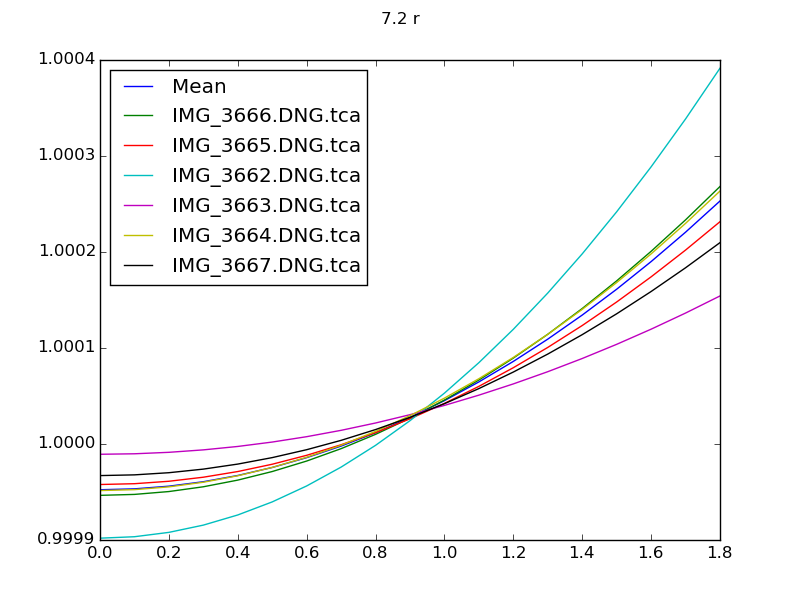 7.2 r
1.0004
1.0003
1.0002
1.0001
1.0000
0.9999
Mean
IMG_3666.DNG.tca
IMG_3665.DNG.tca
IMG_3662.DNG.tca
IMG_3663.DNG.tca
IMG_3664.DNG.tca
IMG_3667.DNG.tca
0.0 0.2 0.4 0.6 0.8 1.0 1.2 1.4 1.6 1.8